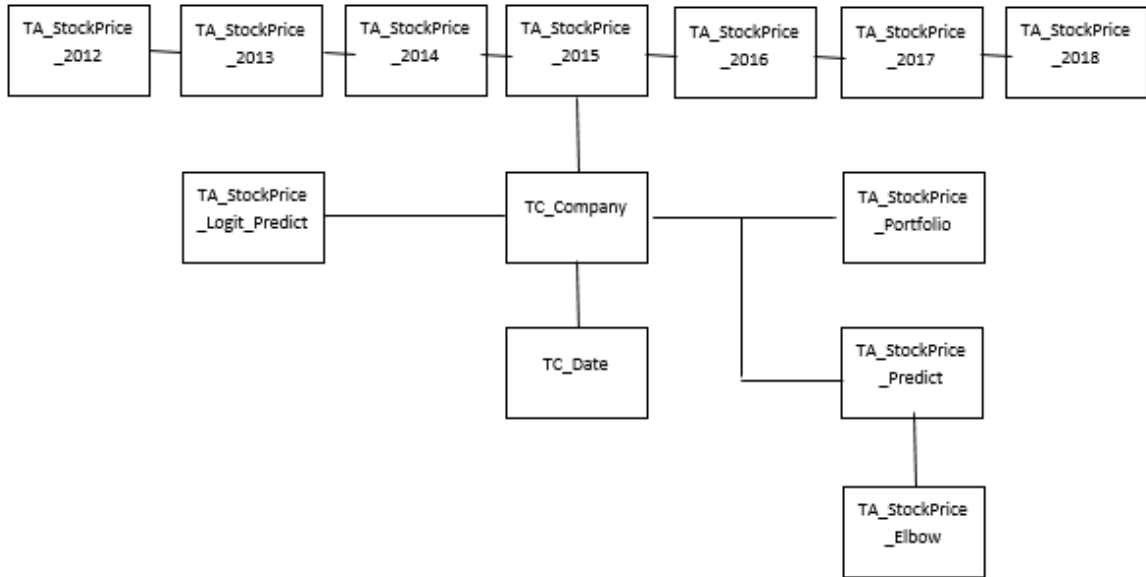 TA_StockPrice
_2012
TA_StockPrice
_2013
TA_StockPrice
_2014
TA_StockPrice
_2015
TA_StockPrice
_2016
TA_StockPrice
_2017
TA_StockPrice
_2018
TA_StockPrice
_Logit_Predict
TC_Company
TA_StockPrice
_Portfolio
TC_Date
TA_StockPrice
_Predict
TA_StockPrice
_Elbow